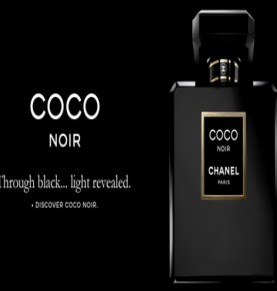 COCO
NOIR
Through black... light revealed.
› DISCOVER COCO NOIR.
COCO
NOIR
CHANEL
PARIS